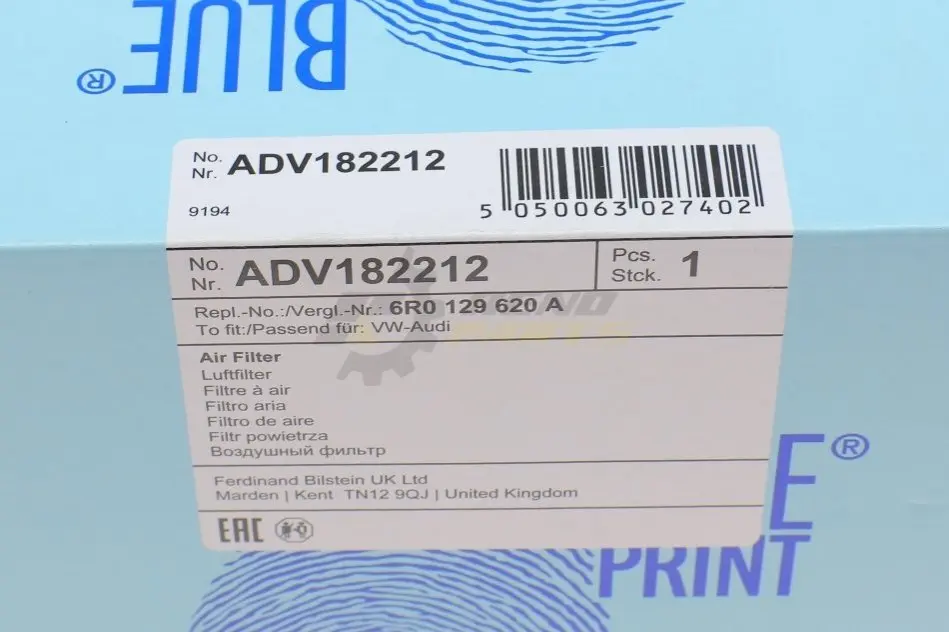 BLUE®
No.
Nr. ADV182212
9194
5 050063 027402
No.
Nr. ADV182212
Pcs.
Stck. 1
Repl.-No.:/Vergl.-Nr.: 6R0 129 620 A
To fit:/Passend für: VW-Audi
Air Filter
Luftfilter
Filtre à air
Filtro aria
Filtro de aire
Filtr powietrza
Воздушный фильтр
Ferdinand Bilstein UK Ltd
Marden | Kent TN12 9QJ | United Kingdom
EAC
E®
PRINT